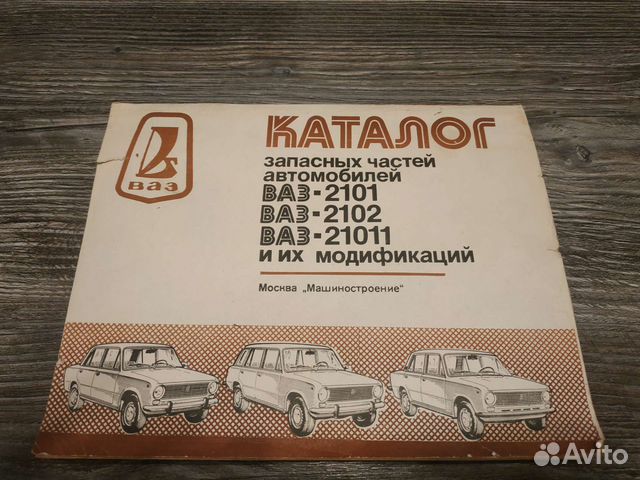 ВАЗ
КАТАЛОГ
запасных частей
автомобилей
ВАЗ-2101
ВАЗ-2102
ВАЗ-21011
и их модификаций
Москва „Машиностроение“
Avito